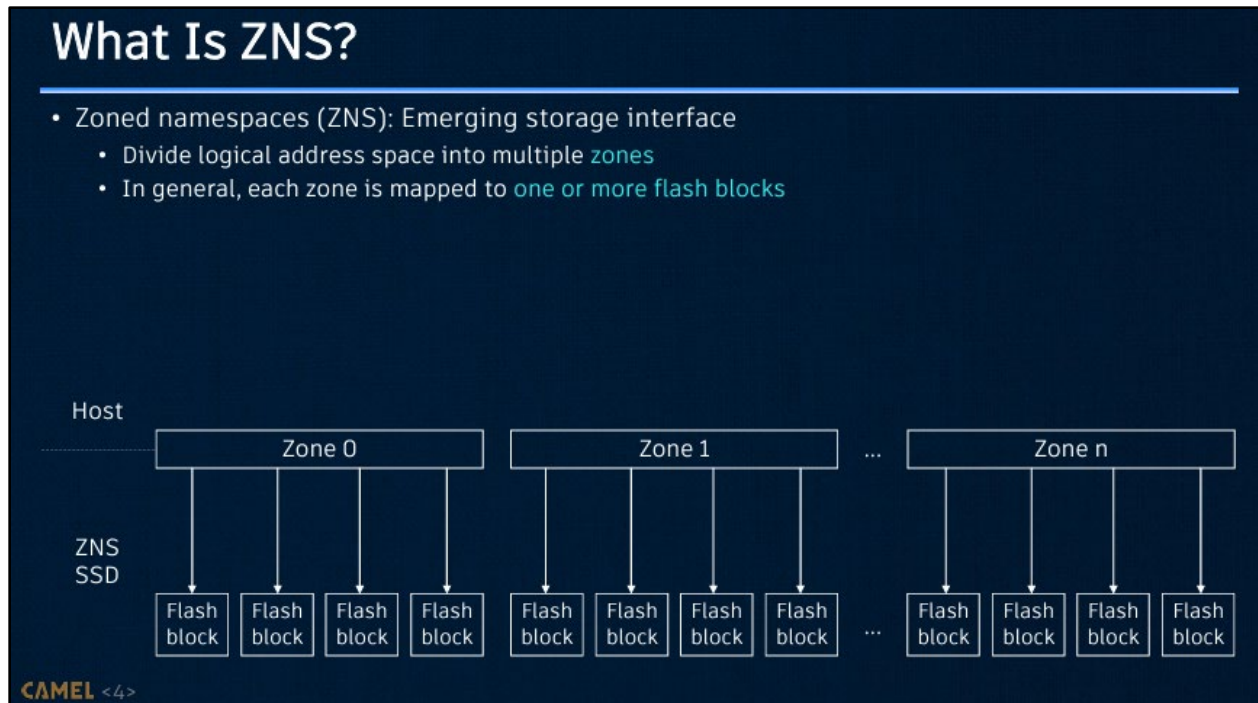 What Is ZNS?
• Zoned namespaces (ZNS): Emerging storage interface
• Divide logical address space into multiple zones
• In general, each zone is mapped to one or more flash blocks
Host
Zone 0
Zone 1
...
Zone n
ZNS
SSD
Flash
block
Flash
block
Flash
block
Flash
block
Flash
block
Flash
block
Flash
block
Flash
block
...
Flash
block
Flash
block
Flash
block
Flash
block
CAMEL <4>